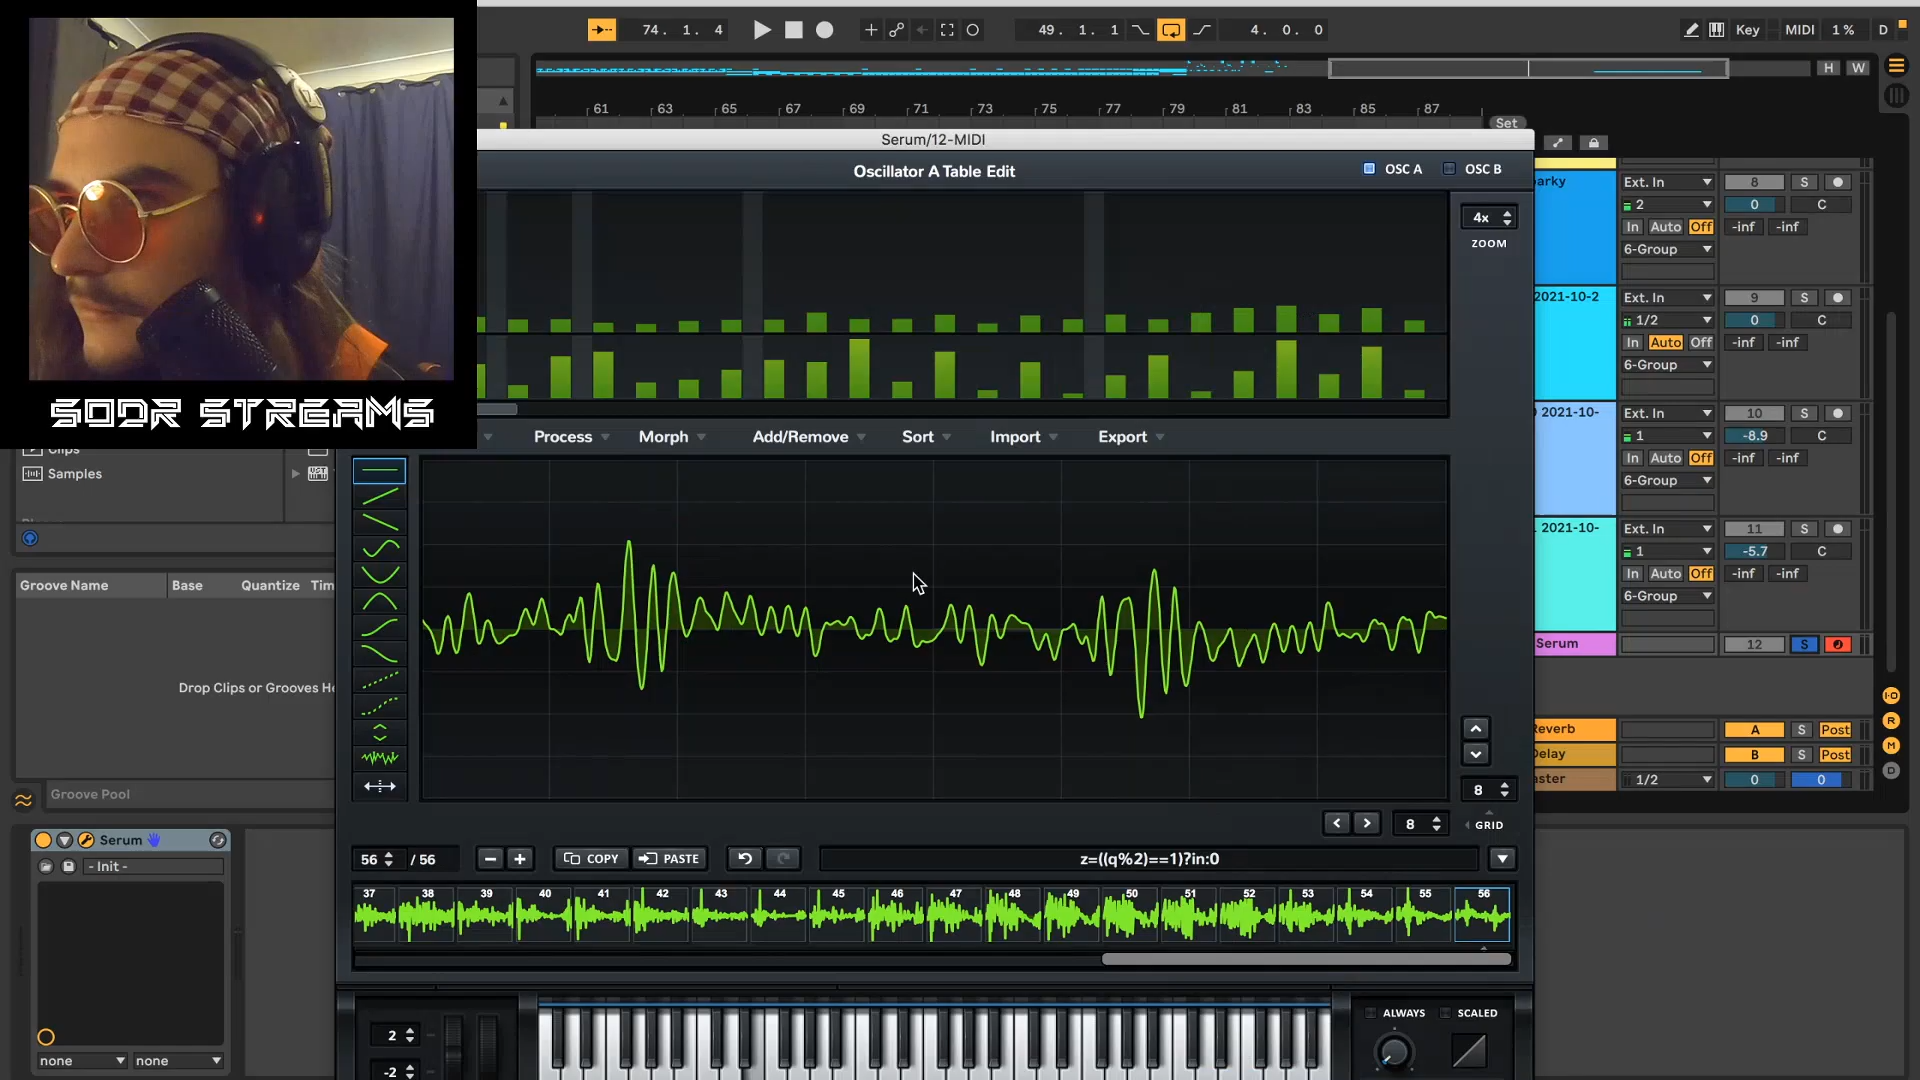 74. 1. 4
49. 1. 1
4. 0. 0
Key
MIDI
1 %
D
H
W
61
63
65
67
69
71
73
75
77
79
81
83
85
87
Set
Serum/12-MIDI
Oscillator A Table Edit
OSC A
OSC B
4x
ZOOM
SODR STREAMS
Process
Morph
Add/Remove
Sort
Import
Export
Clips
Samples
Groove Name
Base
Quantize
Tim
Drop Clips or Grooves He
Groove Pool
8
8
GRID
56 / 56
COPY
PASTE
z=((q%2)==1)?in:0
37 38 39 40 41 42 43 44 45 46 47 48 49 50 51 52 53 54 55 56
Serum
- Init -
none
none
2
-2
ALWAYS
SCALED
arky
Ext. In
8
S
2
0
C
In Auto Off
-inf -inf
6-Group
2021-10-2
Ext. In
9
S
1/2
0
C
In Auto Off
-inf -inf
6-Group
2021-10-
Ext. In
10
S
1
-8.9
C
In Auto Off
-inf -inf
6-Group
2021-10-
Ext. In
11
S
1
-5.7
C
In Auto Off
-inf -inf
6-Group
Serum
12
S
Reverb
A
S
Post
Delay
B
S
Post
aster
1/2
0
0
I·O
R
M
D